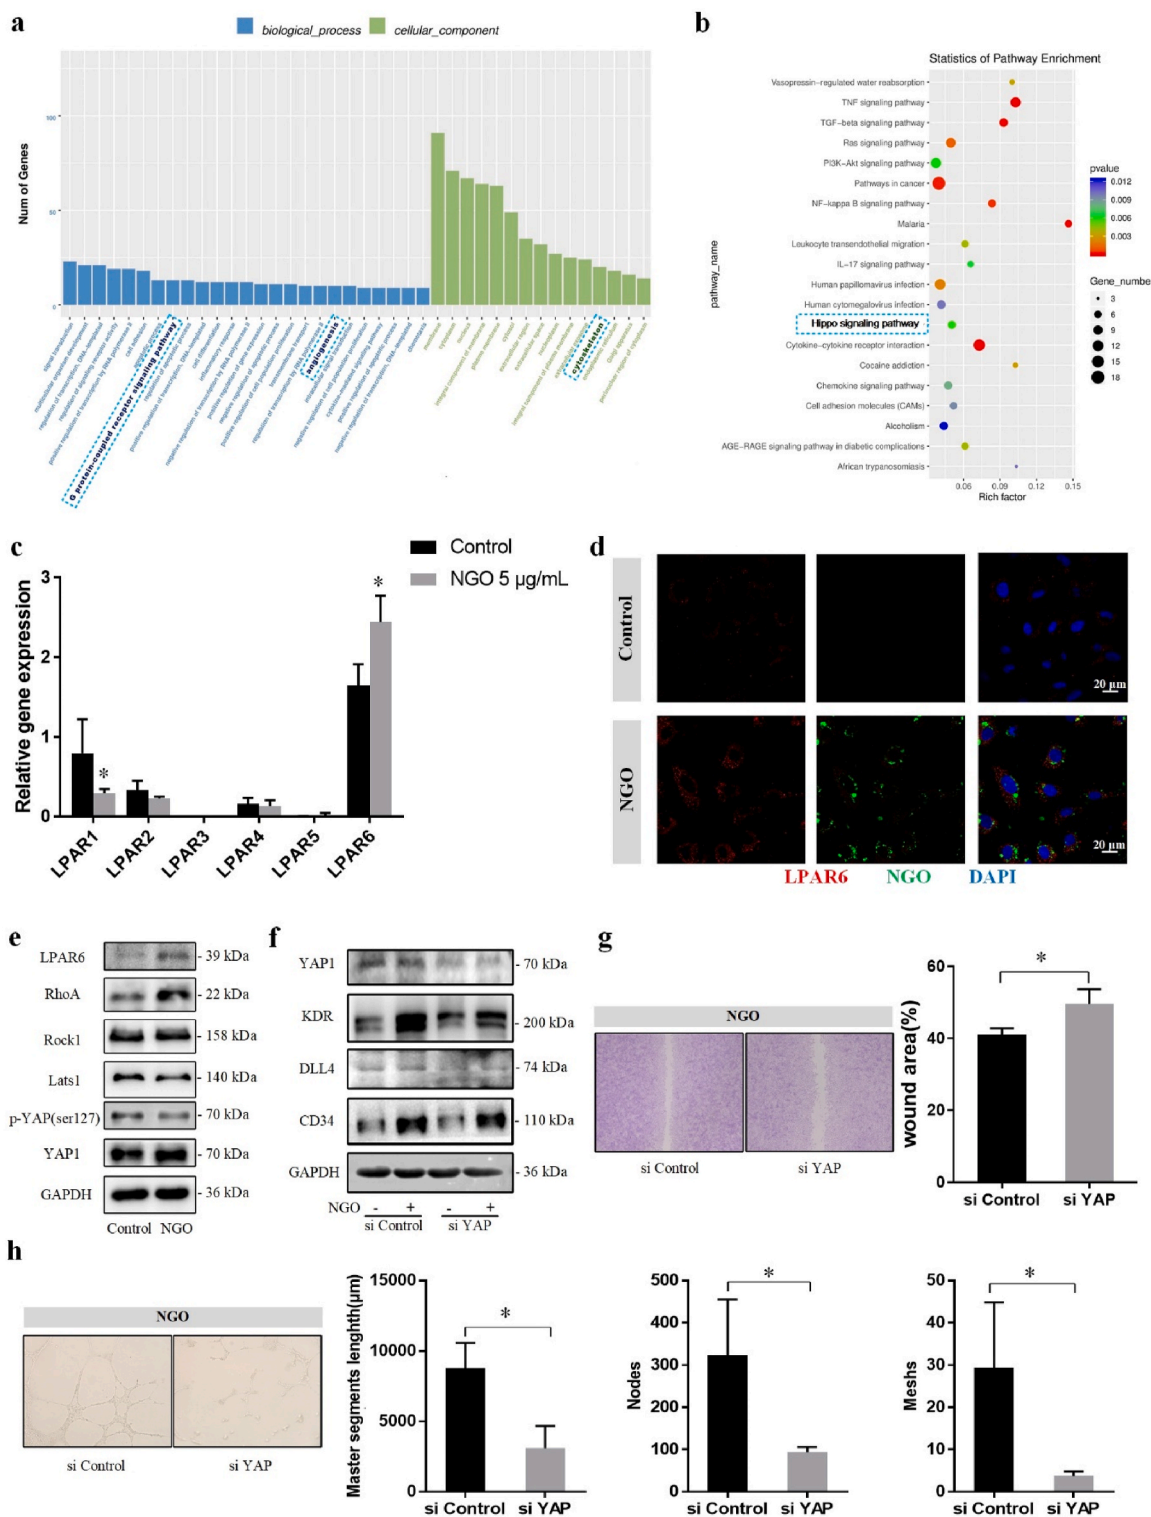 a
biological_process cellular_component
Num of Genes
100
50
0
signal transduction
G protein-coupled receptor signaling pathway
cell differentiation
inflammatory response
angiogenesis
cytoskeleton
b
Statistics of Pathway Enrichment
pathway_name
Vasopressin-regulated water reabsorption
TNF signaling pathway
TGF-beta signaling pathway
Ras signaling pathway
PI3K-Akt signaling pathway
Pathways in cancer
NF-kappa B signaling pathway
Malaria
Leukocyte transendothelial migration
IL-17 signaling pathway
Human papillomavirus infection
Human cytomegalovirus infection
Hippo signaling pathway
Cytokine-cytokine receptor interaction
Cocaine addiction
Chemokine signaling pathway
Cell adhesion molecules (CAMs)
Alcoholism
AGE-RAGE signaling pathway in diabetic complications
African trypanosomiasis
0.06 0.09 0.12 0.15
Rich factor
pvalue
0.012
0.009
0.006
0.003
Gene_numbe
3
6
9
12
15
18
c
Control
NGO 5 µg/mL
Relative gene expression
3
2
1
0
*
*
LPAR1 LPAR2 LPAR3 LPAR4 LPAR5 LPAR6
d
Control
20 µm
NGO
20 µm
LPAR6 NGO DAPI
e
LPAR6 - 39 kDa
RhoA - 22 kDa
Rock1 - 158 kDa
Lats1 - 140 kDa
p-YAP(ser127) - 70 kDa
YAP1 - 70 kDa
GAPDH - 36 kDa
Control NGO
f
YAP1 - 70 kDa
KDR - 200 kDa
DLL4 - 74 kDa
CD34 - 110 kDa
GAPDH - 36 kDa
NGO - + - +
si Control si YAP
g
NGO
si Control si YAP
wound area(%)
60
40
20
0
*
si Control si YAP
h
NGO
si Control si YAP
Master segments lenghth(µm)
15000
10000
5000
0
*
si Control si YAP
Nodes
500
400
300
200
100
0
*
si Control si YAP
Meshs
50
40
30
20
10
0
*
si Control si YAP